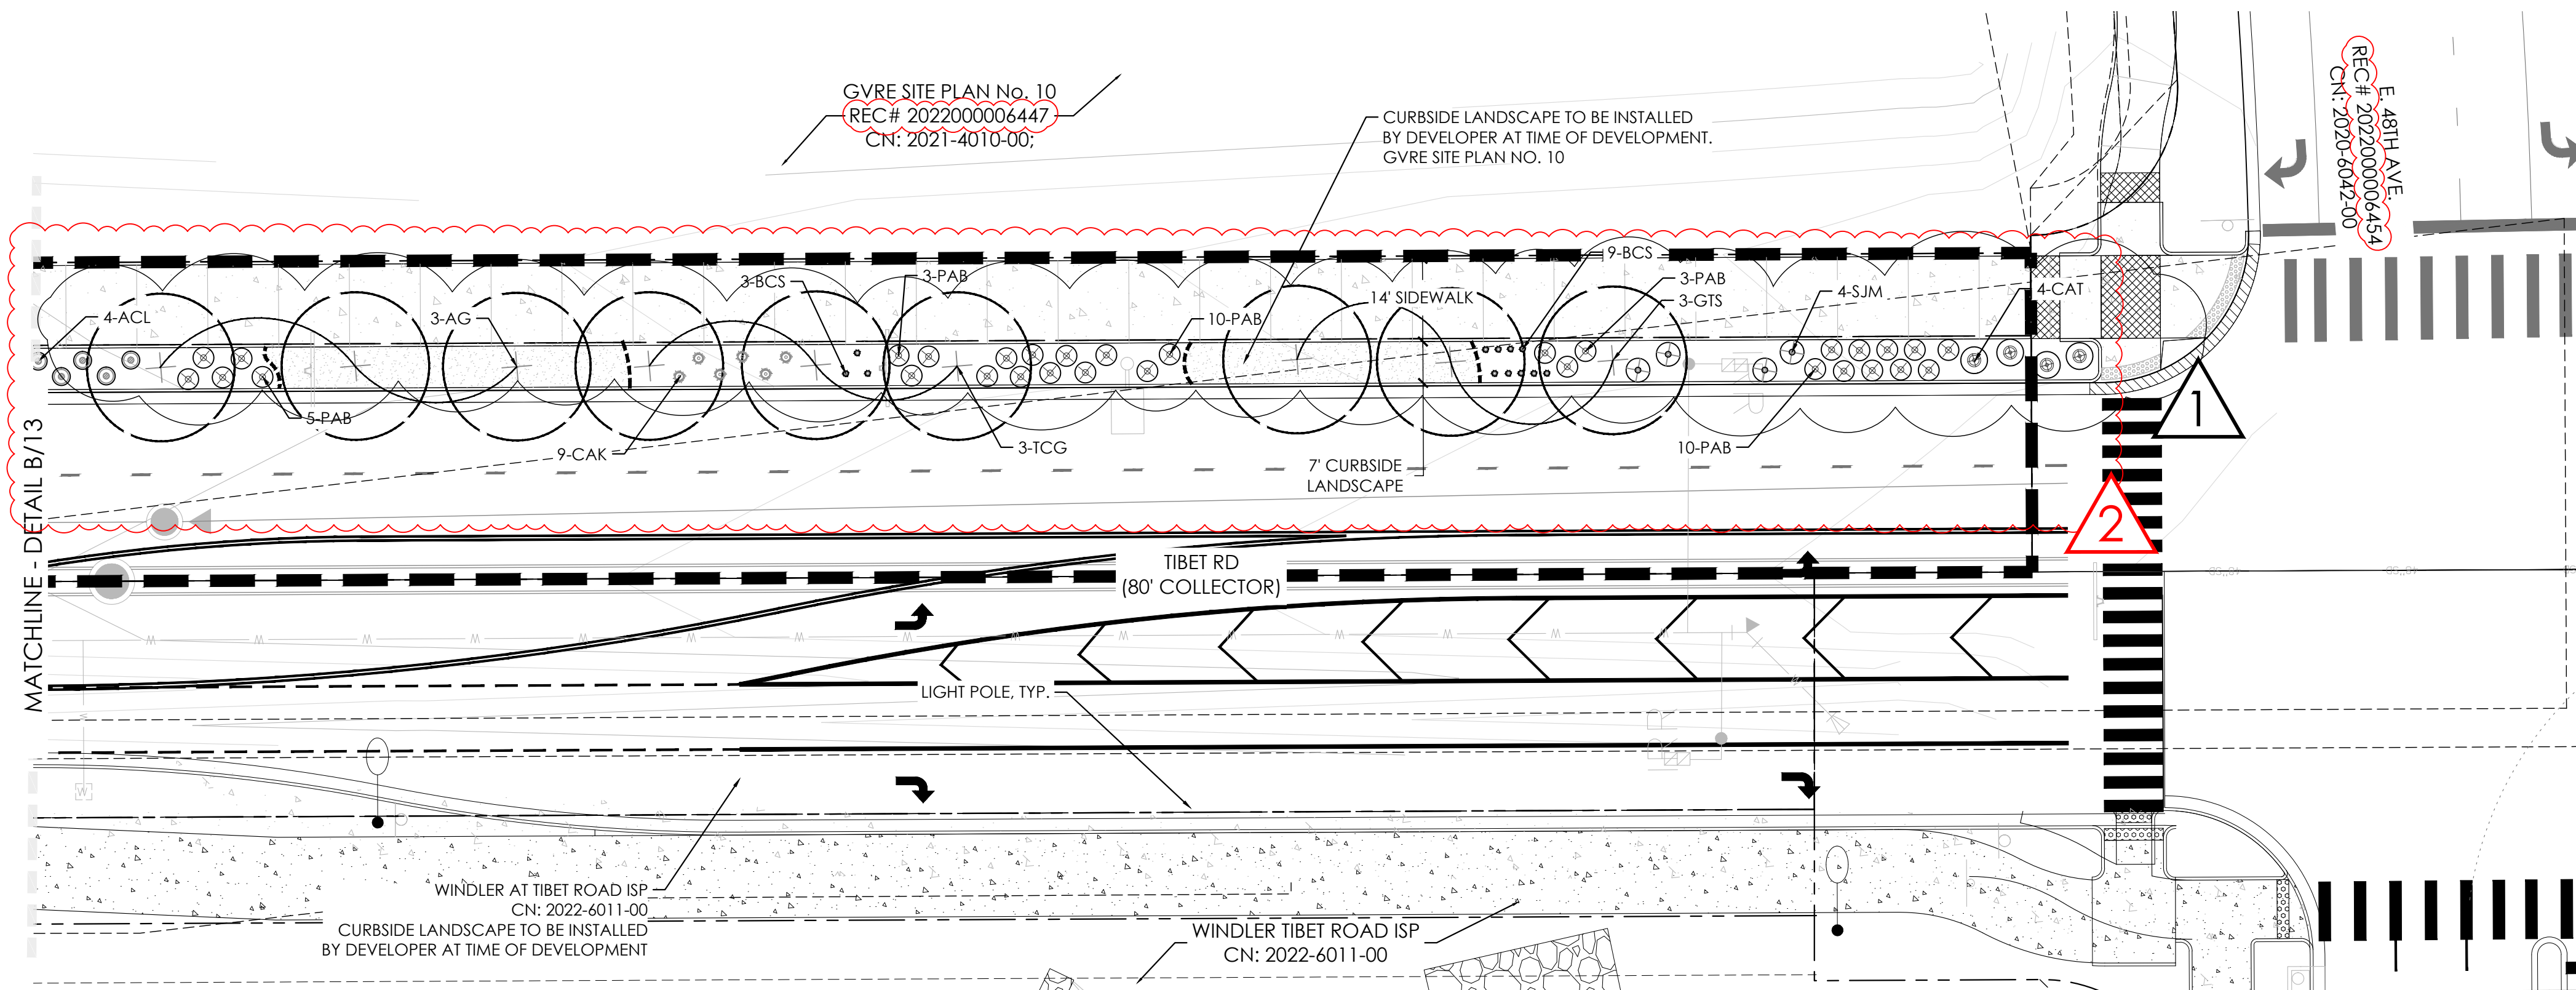 GVRE SITE PLAN No. 10
REC# 2022000006447
CN: 2021-4010-00;
CURBSIDE LANDSCAPE TO BE INSTALLED
BY DEVELOPER AT TIME OF DEVELOPMENT.
GVRE SITE PLAN NO. 10
E. 48TH AVE.
REC# 2022000006454
CN: 2020-6042-00
4-ACL
3-AG
3-BCS
3-PAB
10-PAB
14' SIDEWALK
9-BCS
3-PAB
3-GTS
4-SJM
4-CAT
5-PAB
9-CAK
3-TCG
7' CURBSIDE
LANDSCAPE
10-PAB
1
2
MATCHLINE - DETAIL B/13
TIBET RD
(80' COLLECTOR)
LIGHT POLE, TYP.
WINDLER AT TIBET ROAD ISP
CN: 2022-6011-00
CURBSIDE LANDSCAPE TO BE INSTALLED
BY DEVELOPER AT TIME OF DEVELOPMENT
WINDLER TIBET ROAD ISP
CN: 2022-6011-00